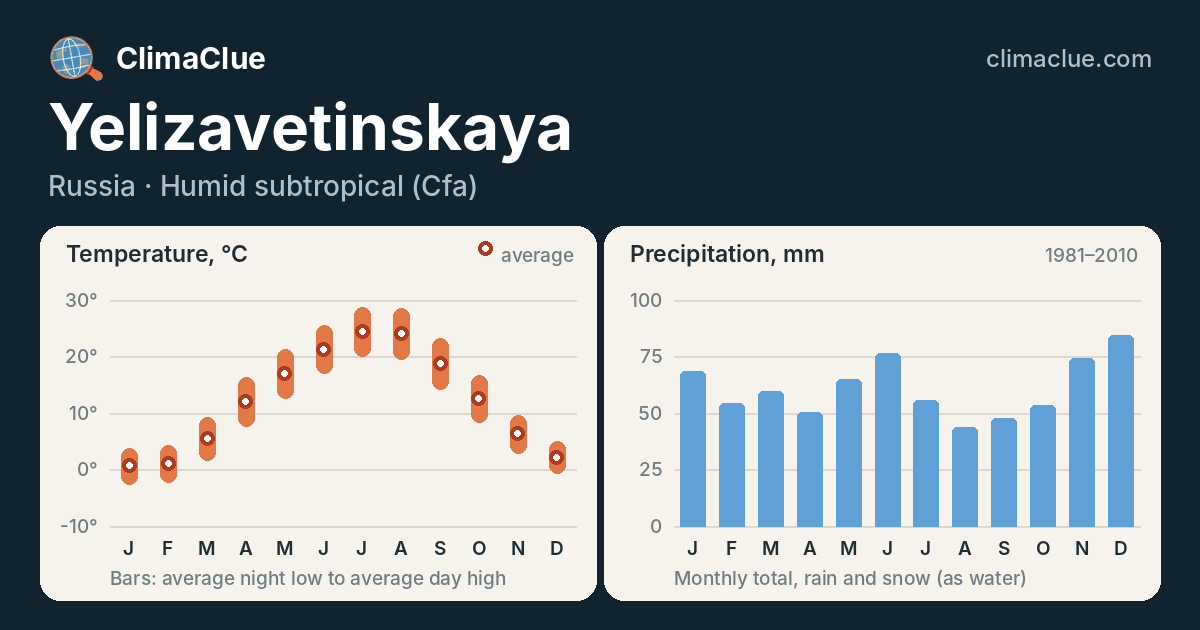 ClimaClue
climaclue.com
Yelizavetinskaya
Russia · Humid subtropical (Cfa)
Temperature, °C
average
30°
20°
10°
0°
-10°
J F M A M J J A S O N D
Bars: average night low to average day high
Precipitation, mm
1981–2010
100
75
50
25
0
J F M A M J J A S O N D
Monthly total, rain and snow (as water)